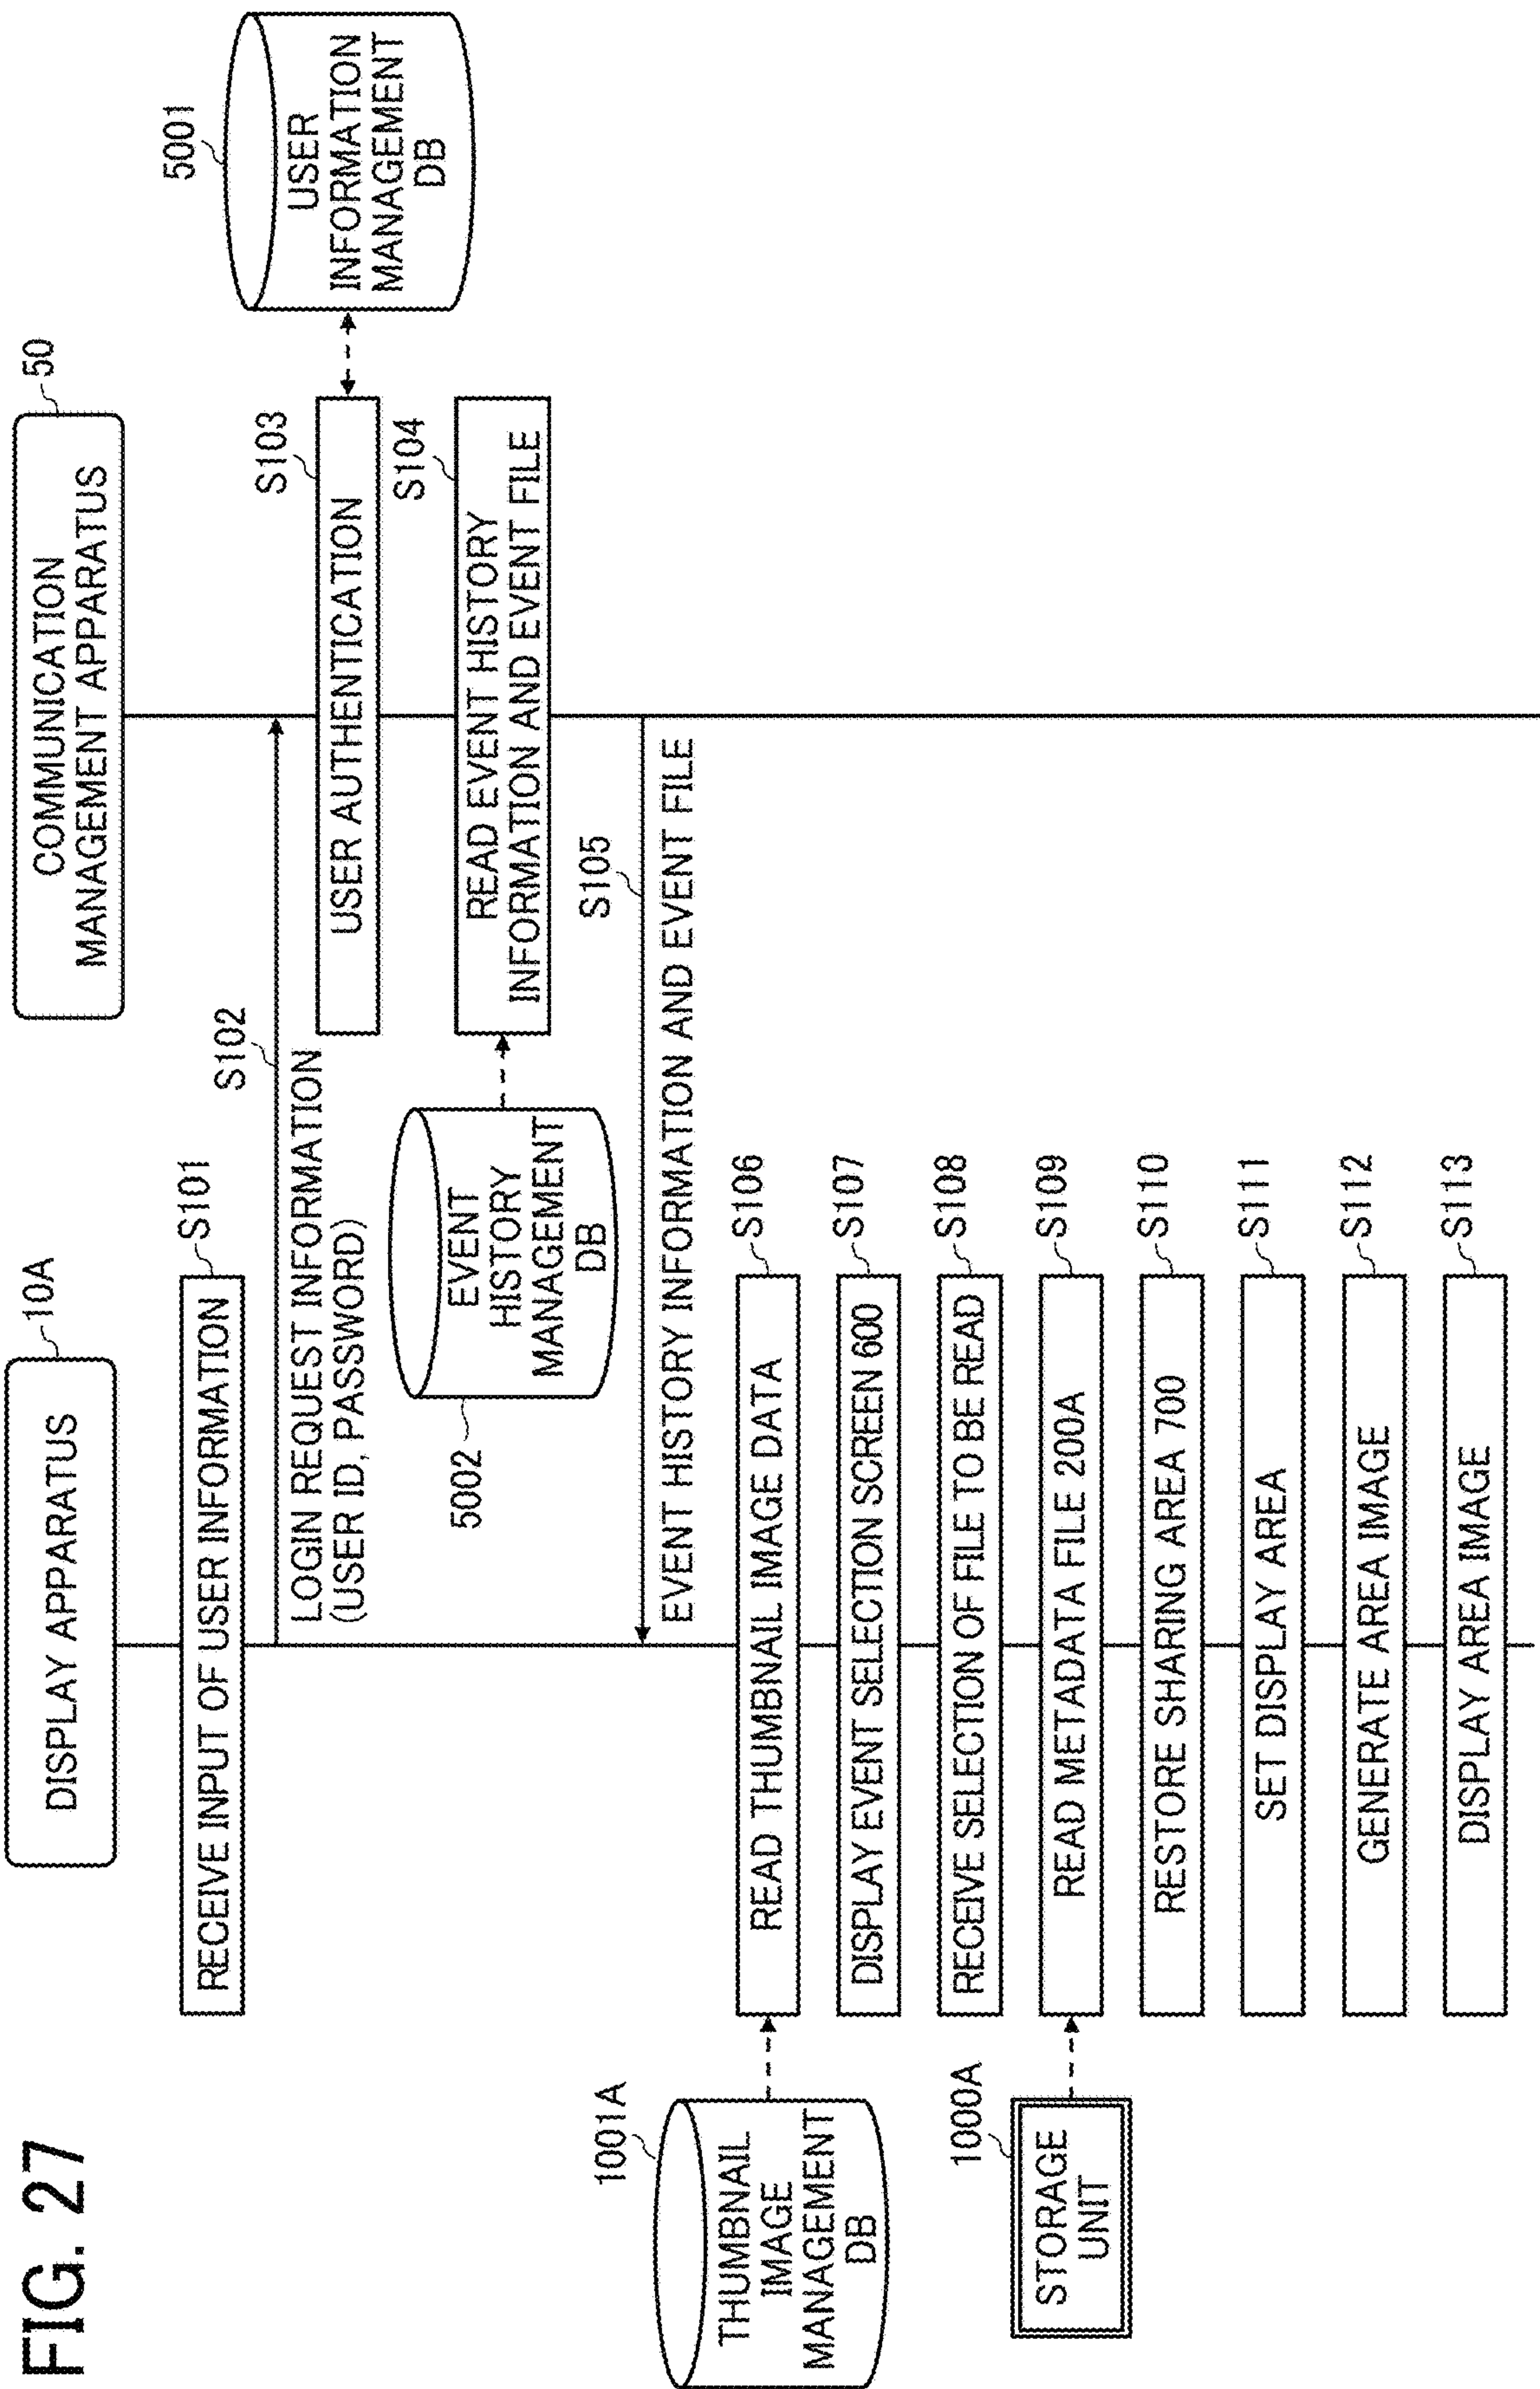 FIG. 27
DISPLAY APPARATUS
10A
COMMUNICATION
MANAGEMENT APPARATUS
50
RECEIVE INPUT OF USER INFORMATION
S101
S102
LOGIN REQUEST INFORMATION
(USER ID, PASSWORD)
S103
USER AUTHENTICATION
5001
USER
INFORMATION
MANAGEMENT
DB
5002
EVENT
HISTORY
MANAGEMENT
DB
S104
READ EVENT HISTORY
INFORMATION AND EVENT FILE
S105
EVENT HISTORY INFORMATION AND EVENT FILE
1001A
THUMBNAIL
IMAGE
MANAGEMENT
DB
READ THUMBNAIL IMAGE DATA
S106
DISPLAY EVENT SELECTION SCREEN 600
S107
RECEIVE SELECTION OF FILE TO BE READ
S108
1000A
STORAGE
UNIT
READ METADATA FILE 200A
S109
RESTORE SHARING AREA 700
S110
SET DISPLAY AREA
S111
GENERATE AREA IMAGE
S112
DISPLAY AREA IMAGE
S113